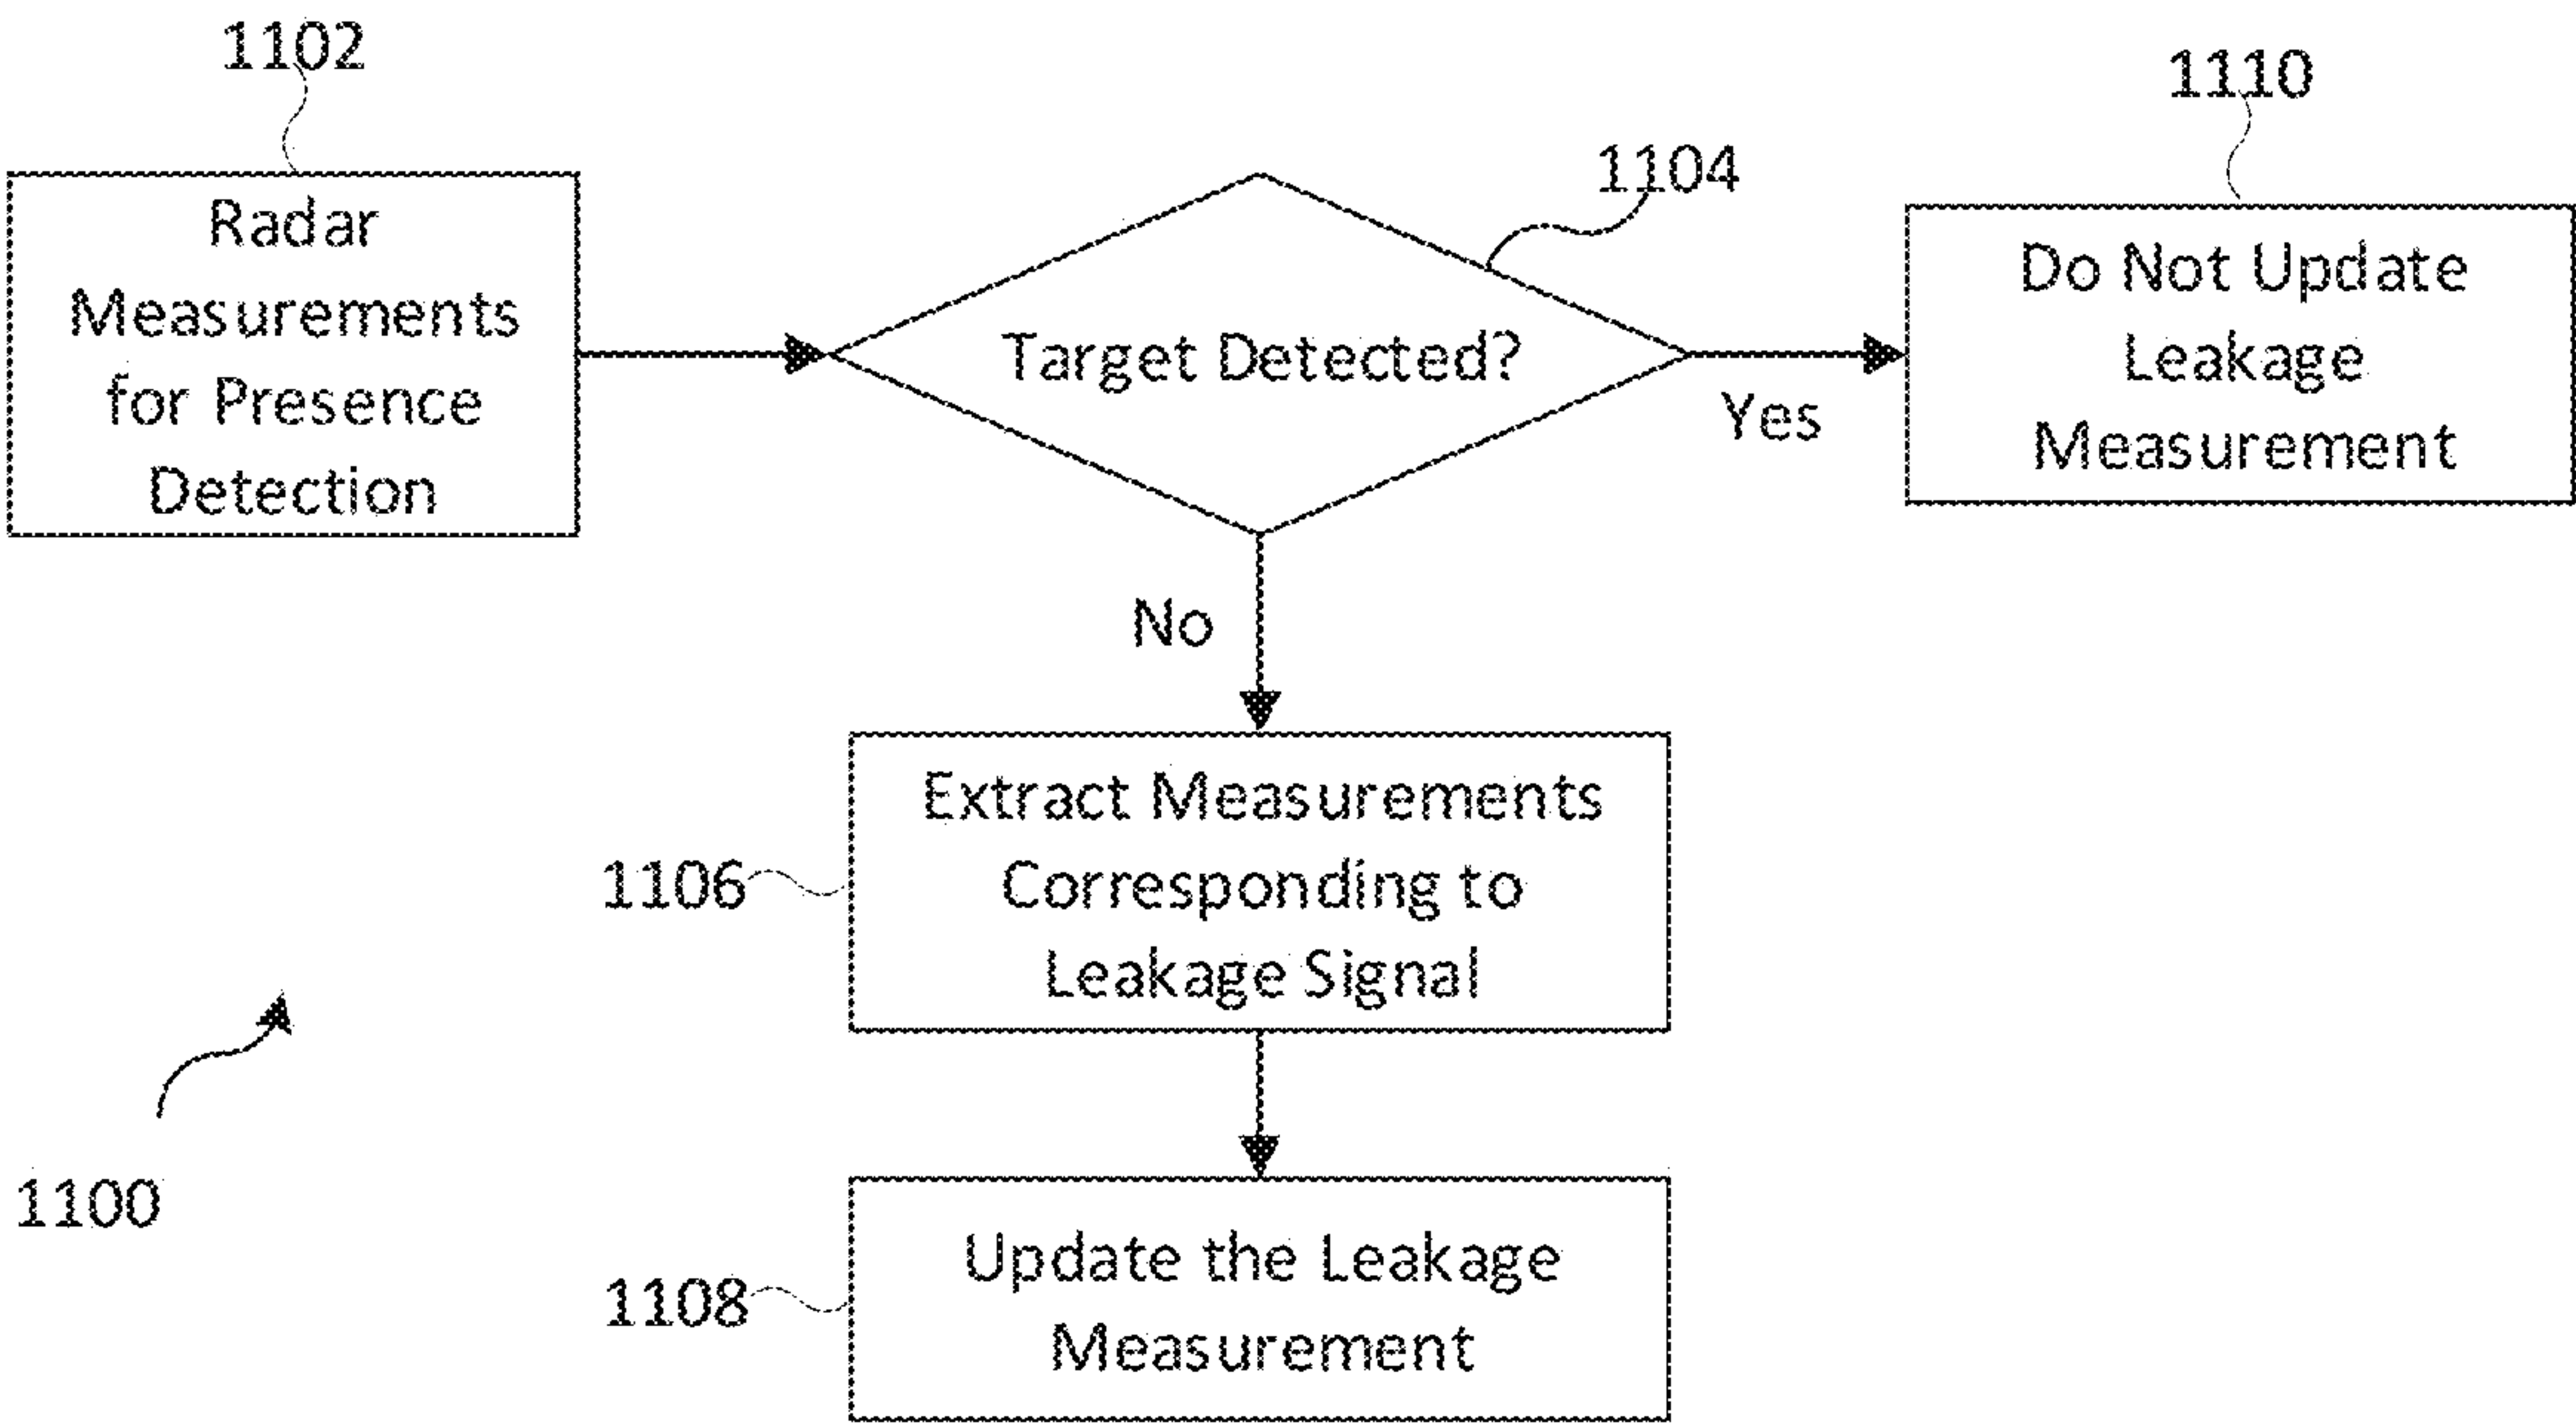 1102
Radar
Measurements
for Presence
Detection
1104
Target Detected?
Yes
1110
Do Not Update
Leakage
Measurement
No
1106
Extract Measurements
Corresponding to
Leakage Signal
1108
Update the Leakage
Measurement
1100